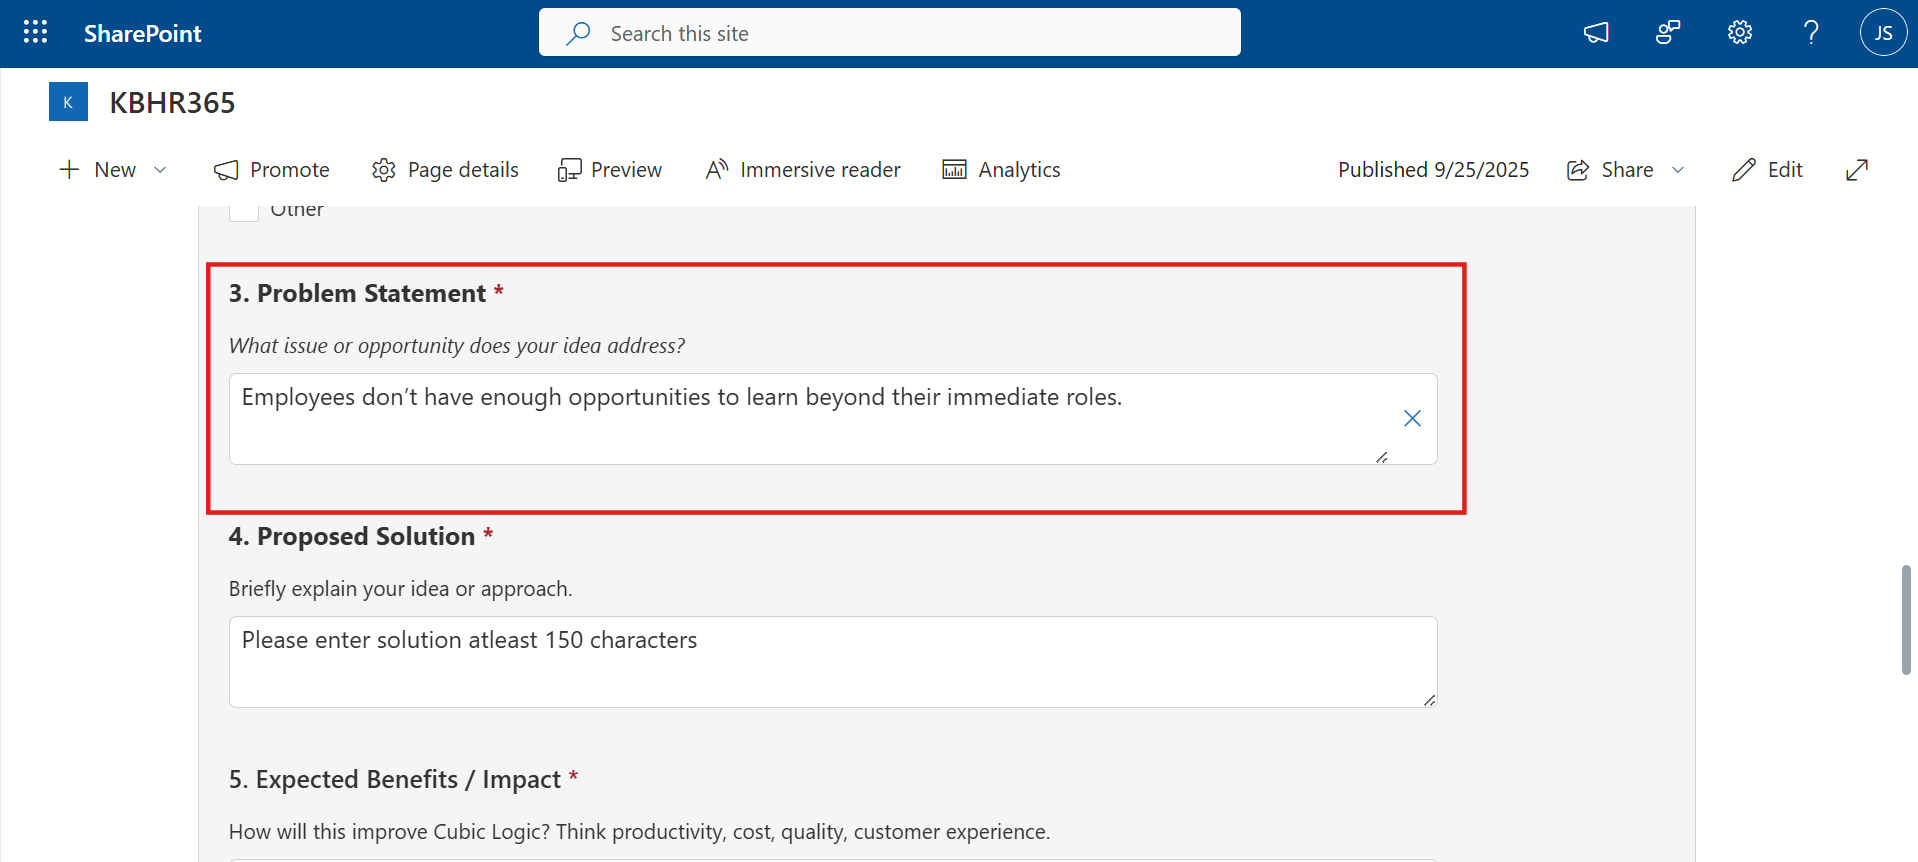 SharePoint
Search this site
JS
K
KBHR365
New
Promote
Page details
Preview
Immersive reader
Analytics
Published 9/25/2025
Share
Edit
Other
3. Problem Statement *
What issue or opportunity does your idea address?
Employees don’t have enough opportunities to learn beyond their immediate roles.
4. Proposed Solution *
Briefly explain your idea or approach.
Please enter solution atleast 150 characters
5. Expected Benefits / Impact *
How will this improve Cubic Logic? Think productivity, cost, quality, customer experience.